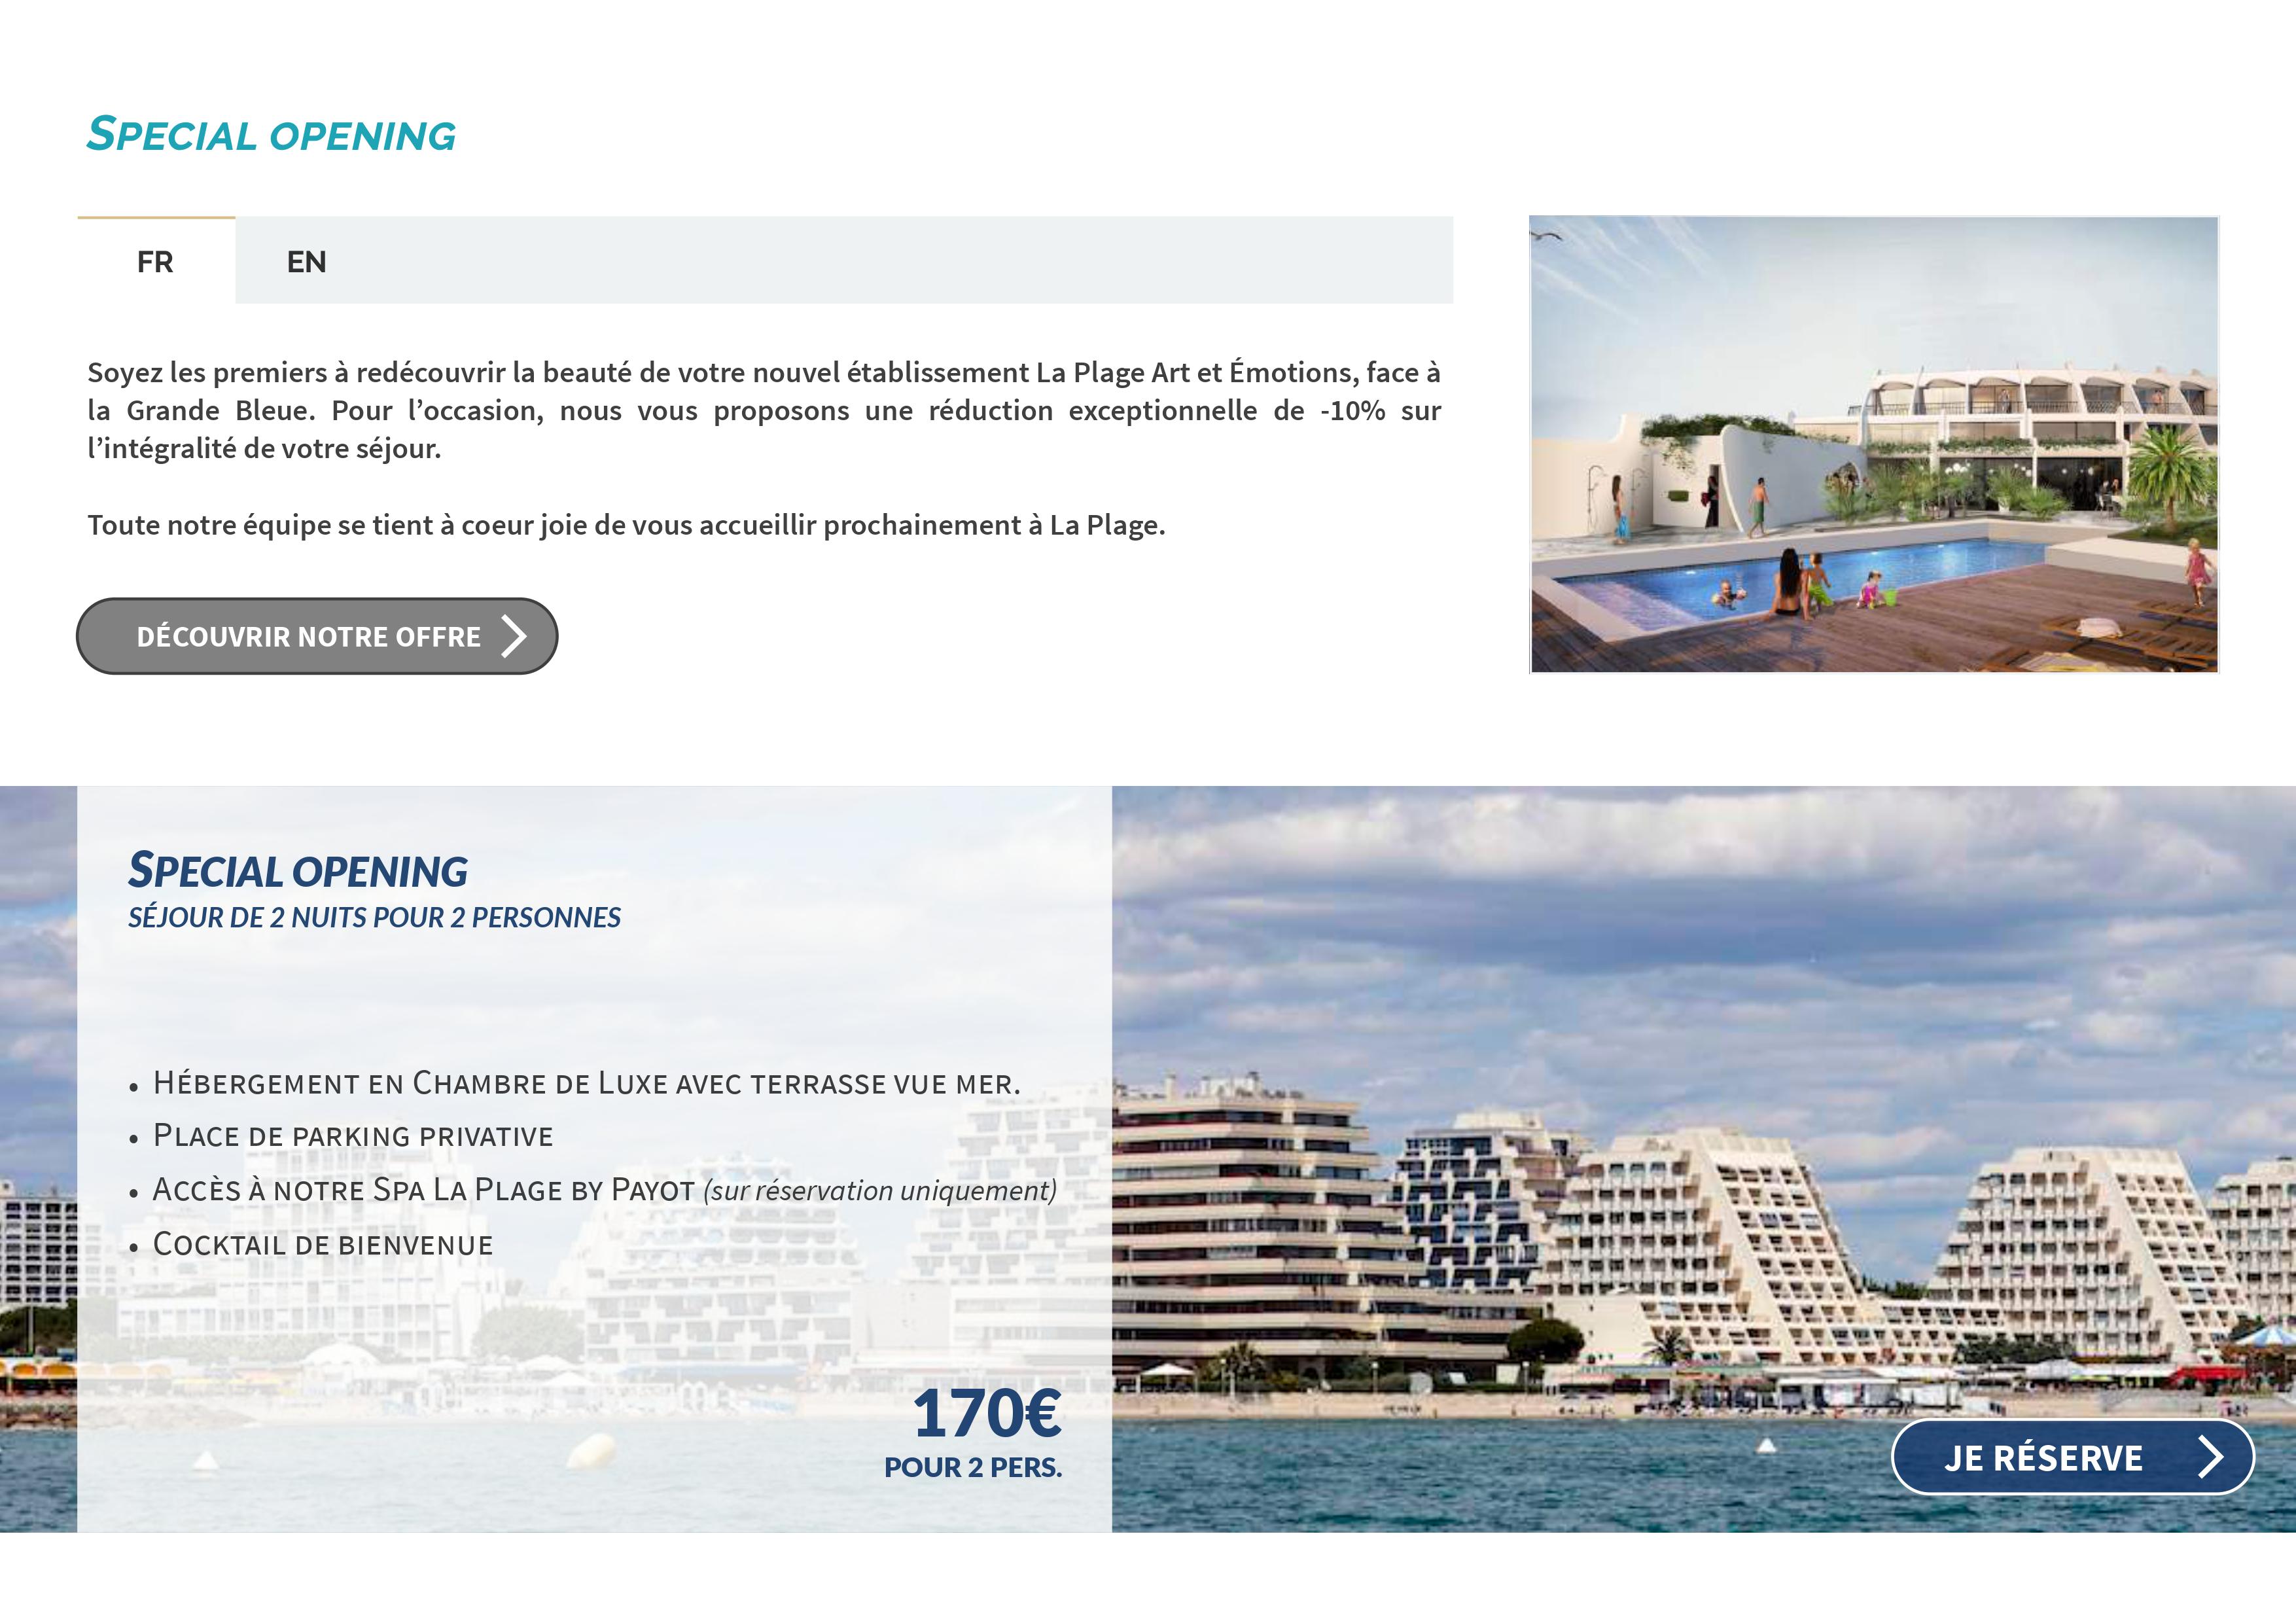 SPECIAL OPENING
FR EN
Soyez les premiers à redécouvrir la beauté de votre nouvel établissement La Plage Art et Émotions, face à
la Grande Bleue. Pour l’occasion, nous vous proposons une réduction exceptionnelle de -10% sur
l’intégralité de votre séjour.
Toute notre équipe se tient à coeur joie de vous accueillir prochainement à La Plage.
DÉCOUVRIR NOTRE OFFRE
SPECIAL OPENING
SÉJOUR DE 2 NUITS POUR 2 PERSONNES
• HÉBERGEMENT EN CHAMBRE DE LUXE AVEC TERRASSE VUE MER.
• PLACE DE PARKING PRIVATIVE
• ACCÈS À NOTRE SPA LA PLAGE BY PAYOT (sur réservation uniquement)
• COCKTAIL DE BIENVENUE
170€
POUR 2 PERS.
JE RÉSERVE